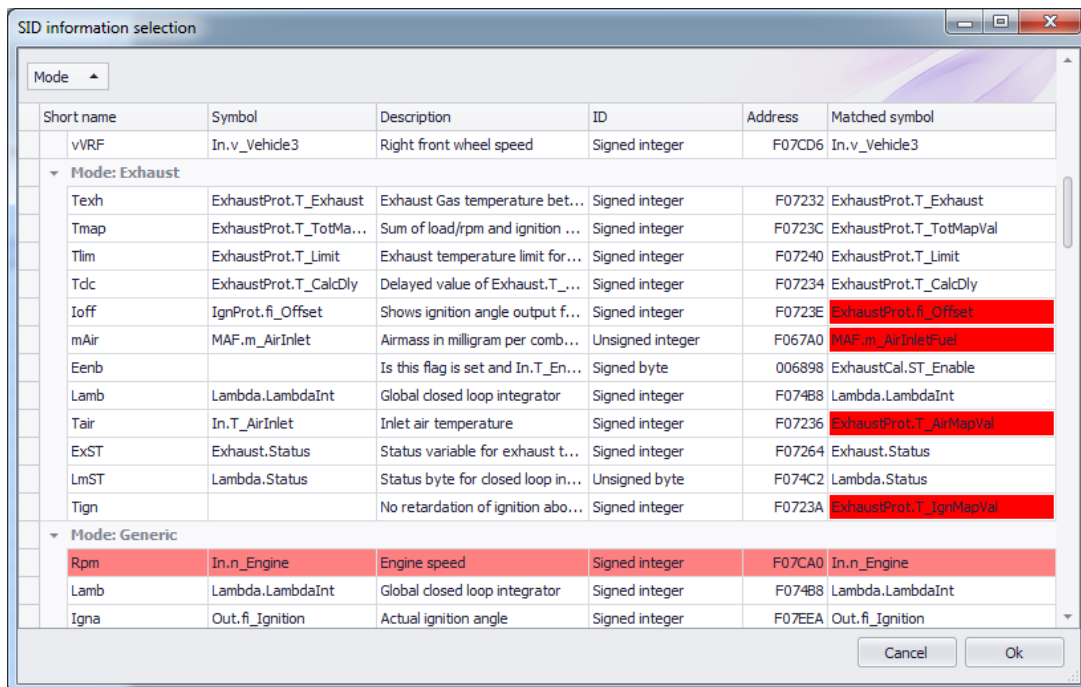 SID information selection
Mode
Short name Symbol Description ID Address Matched symbol
vVRF In.v_Vehicle3 Right front wheel speed Signed integer F07CD6 In.v_Vehicle3
Mode: Exhaust
Texh ExhaustProt.T_Exhaust Exhaust Gas temperature bet... Signed integer F07232 ExhaustProt.T_Exhaust
Tmap ExhaustProt.T_TotMa... Sum of load/rpm and ignition ... Signed integer F0723C ExhaustProt.T_TotMapVal
Tlim ExhaustProt.T_Limit Exhaust temperature limit for... Signed integer F07240 ExhaustProt.T_Limit
Tclc ExhaustProt.T_CalcDly Delayed value of Exhaust.T_... Signed integer F07234 ExhaustProt.T_CalcDly
Ioff IgnProt.fi_Offset Shows ignition angle output f... Signed integer F0723E ExhaustProt.fi_Offset
mAir MAF.m_AirInlet Airmass in milligram per comb... Unsigned integer F067A0 MAF.m_AirInletFuel
Eenb Is this flag is set and In.T_En... Signed byte 006898 ExhaustCal.ST_Enable
Lamb Lambda.LambdaInt Global closed loop integrator Signed integer F074B8 Lambda.LambdaInt
Tair In.T_AirInlet Inlet air temperature Signed integer F07236 ExhaustProt.T_AirMapVal
ExST Exhaust.Status Status variable for exhaust t... Signed integer F07264 Exhaust.Status
LmST Lambda.Status Status byte for closed loop in... Unsigned byte F074C2 Lambda.Status
Tign No retardation of ignition abo... Signed integer F0723A ExhaustProt.T_IgnMapVal
Mode: Generic
Rpm In.n_Engine Engine speed Signed integer F07CA0 In.n_Engine
Lamb Lambda.LambdaInt Global closed loop integrator Signed integer F074B8 Lambda.LambdaInt
Igna Out.fi_Ignition Actual ignition angle Signed integer F07EEA Out.fi_Ignition
Cancel Ok